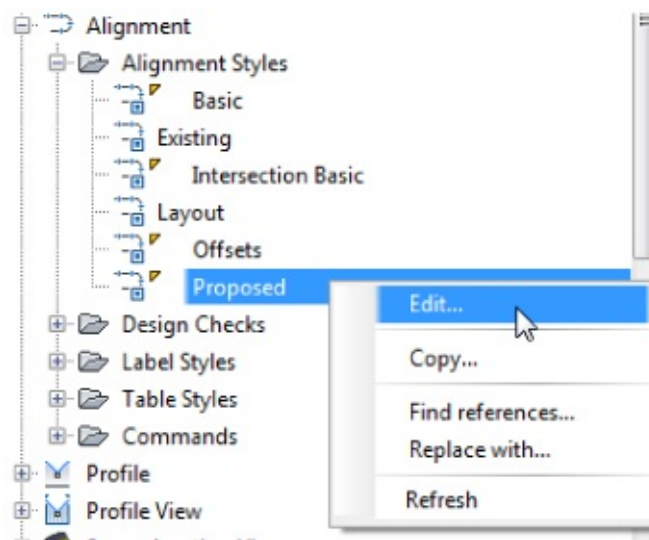 Alignment
Alignment Styles
Basic
Existing
Intersection Basic
Layout
Offsets
Proposed
Edit...
Design Checks
Copy...
Label Styles
Table Styles
Find references...
Commands
Replace with...
Profile
Refresh
Profile View